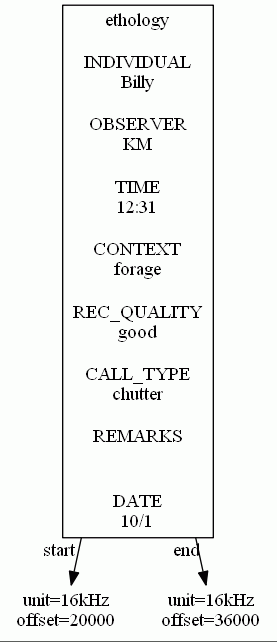 ethology
INDIVIDUAL
Billy
OBSERVER
KM
TIME
12:31
CONTEXT
forage
REC_QUALITY
good
CALL_TYPE
chutter
REMARKS
DATE
10/1
start end
unit=16kHz unit=16kHz
offset=20000 offset=36000